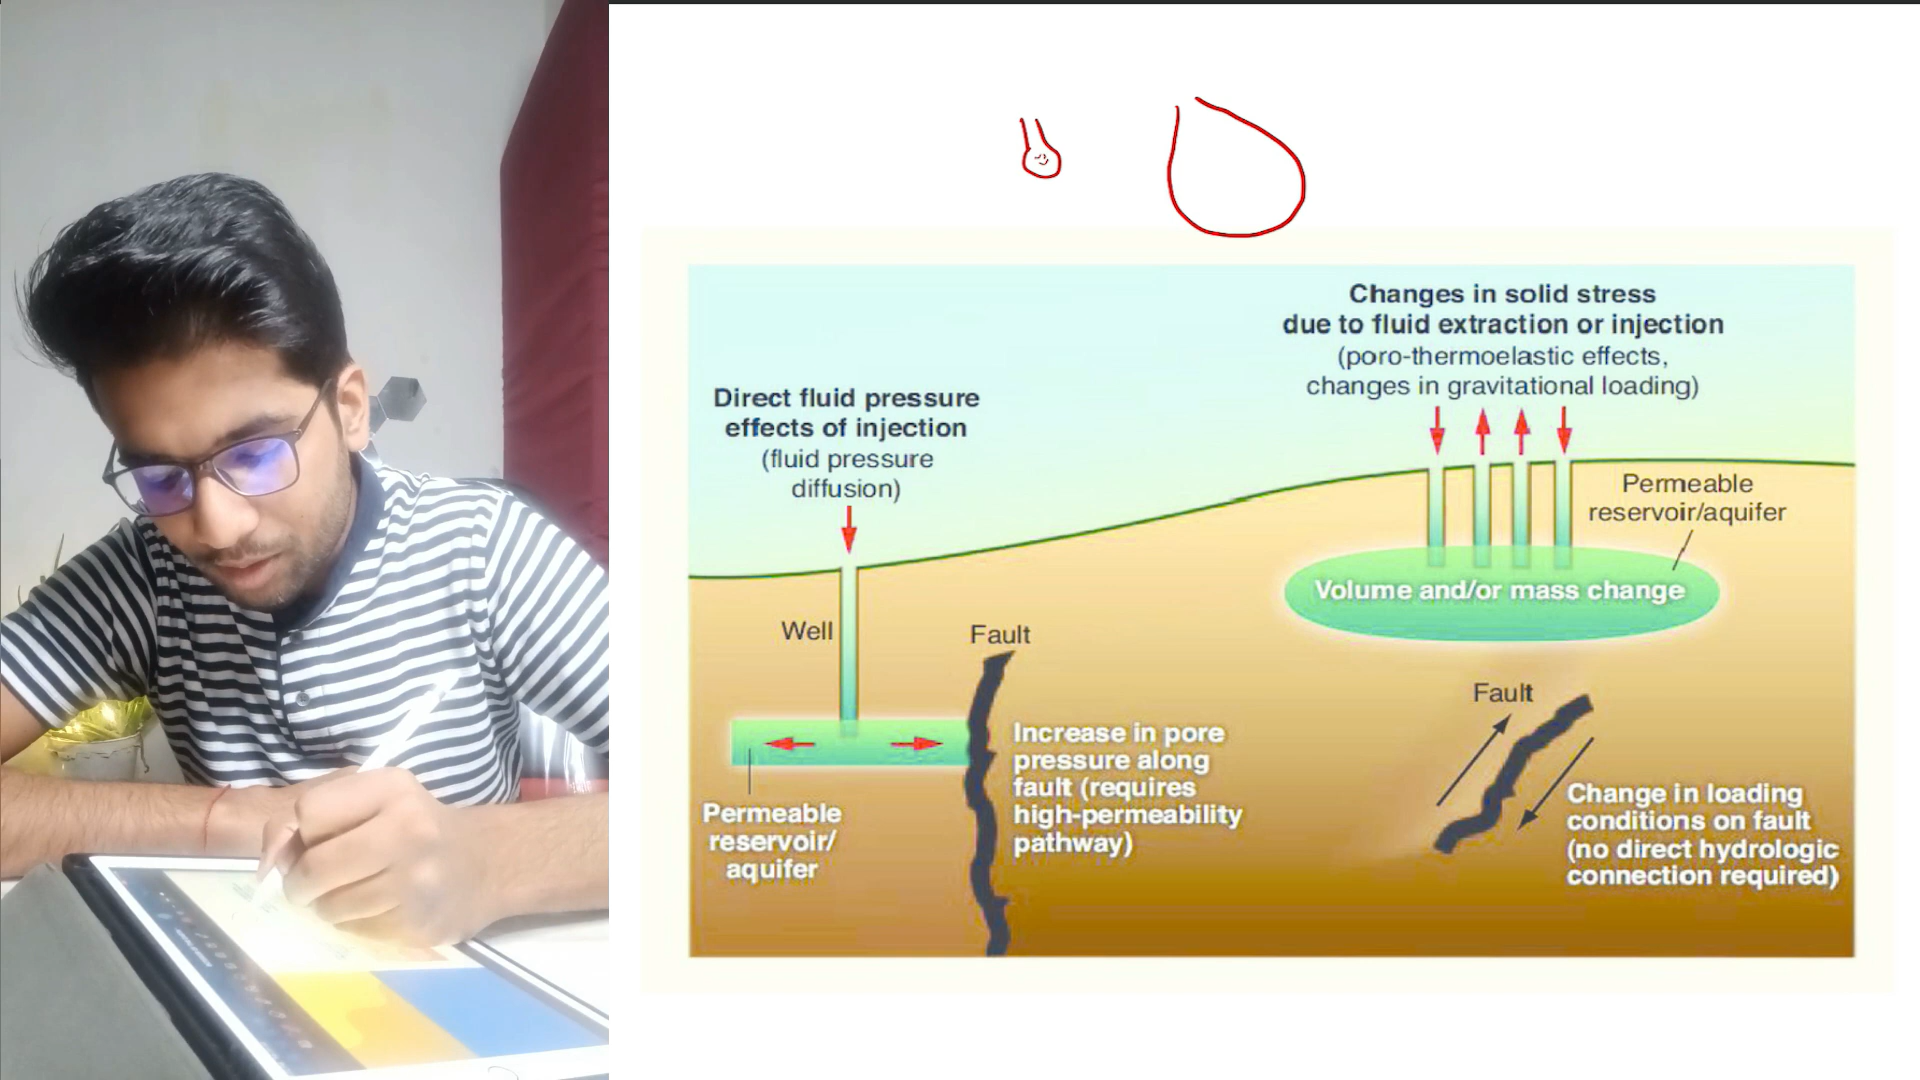 Direct fluid pressure
effects of injection
(fluid pressure
diffusion)
Changes in solid stress
due to fluid extraction or injection
(poro-thermoelastic effects,
changes in gravitational loading)
Permeable
reservoir/aquifer
Volume and/or mass change
Well
Fault
Increase in pore
pressure along
fault (requires
high-permeability
pathway)
Permeable
reservoir/
aquifer
Fault
Change in loading
conditions on fault
(no direct hydrologic
connection required)